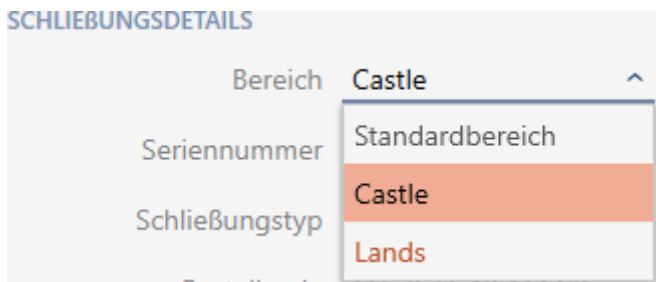 SCHLIEẞUNGSDETAILS
Bereich Castle
Standardbereich
Seriennummer
Castle
Schließungstyp
Lands